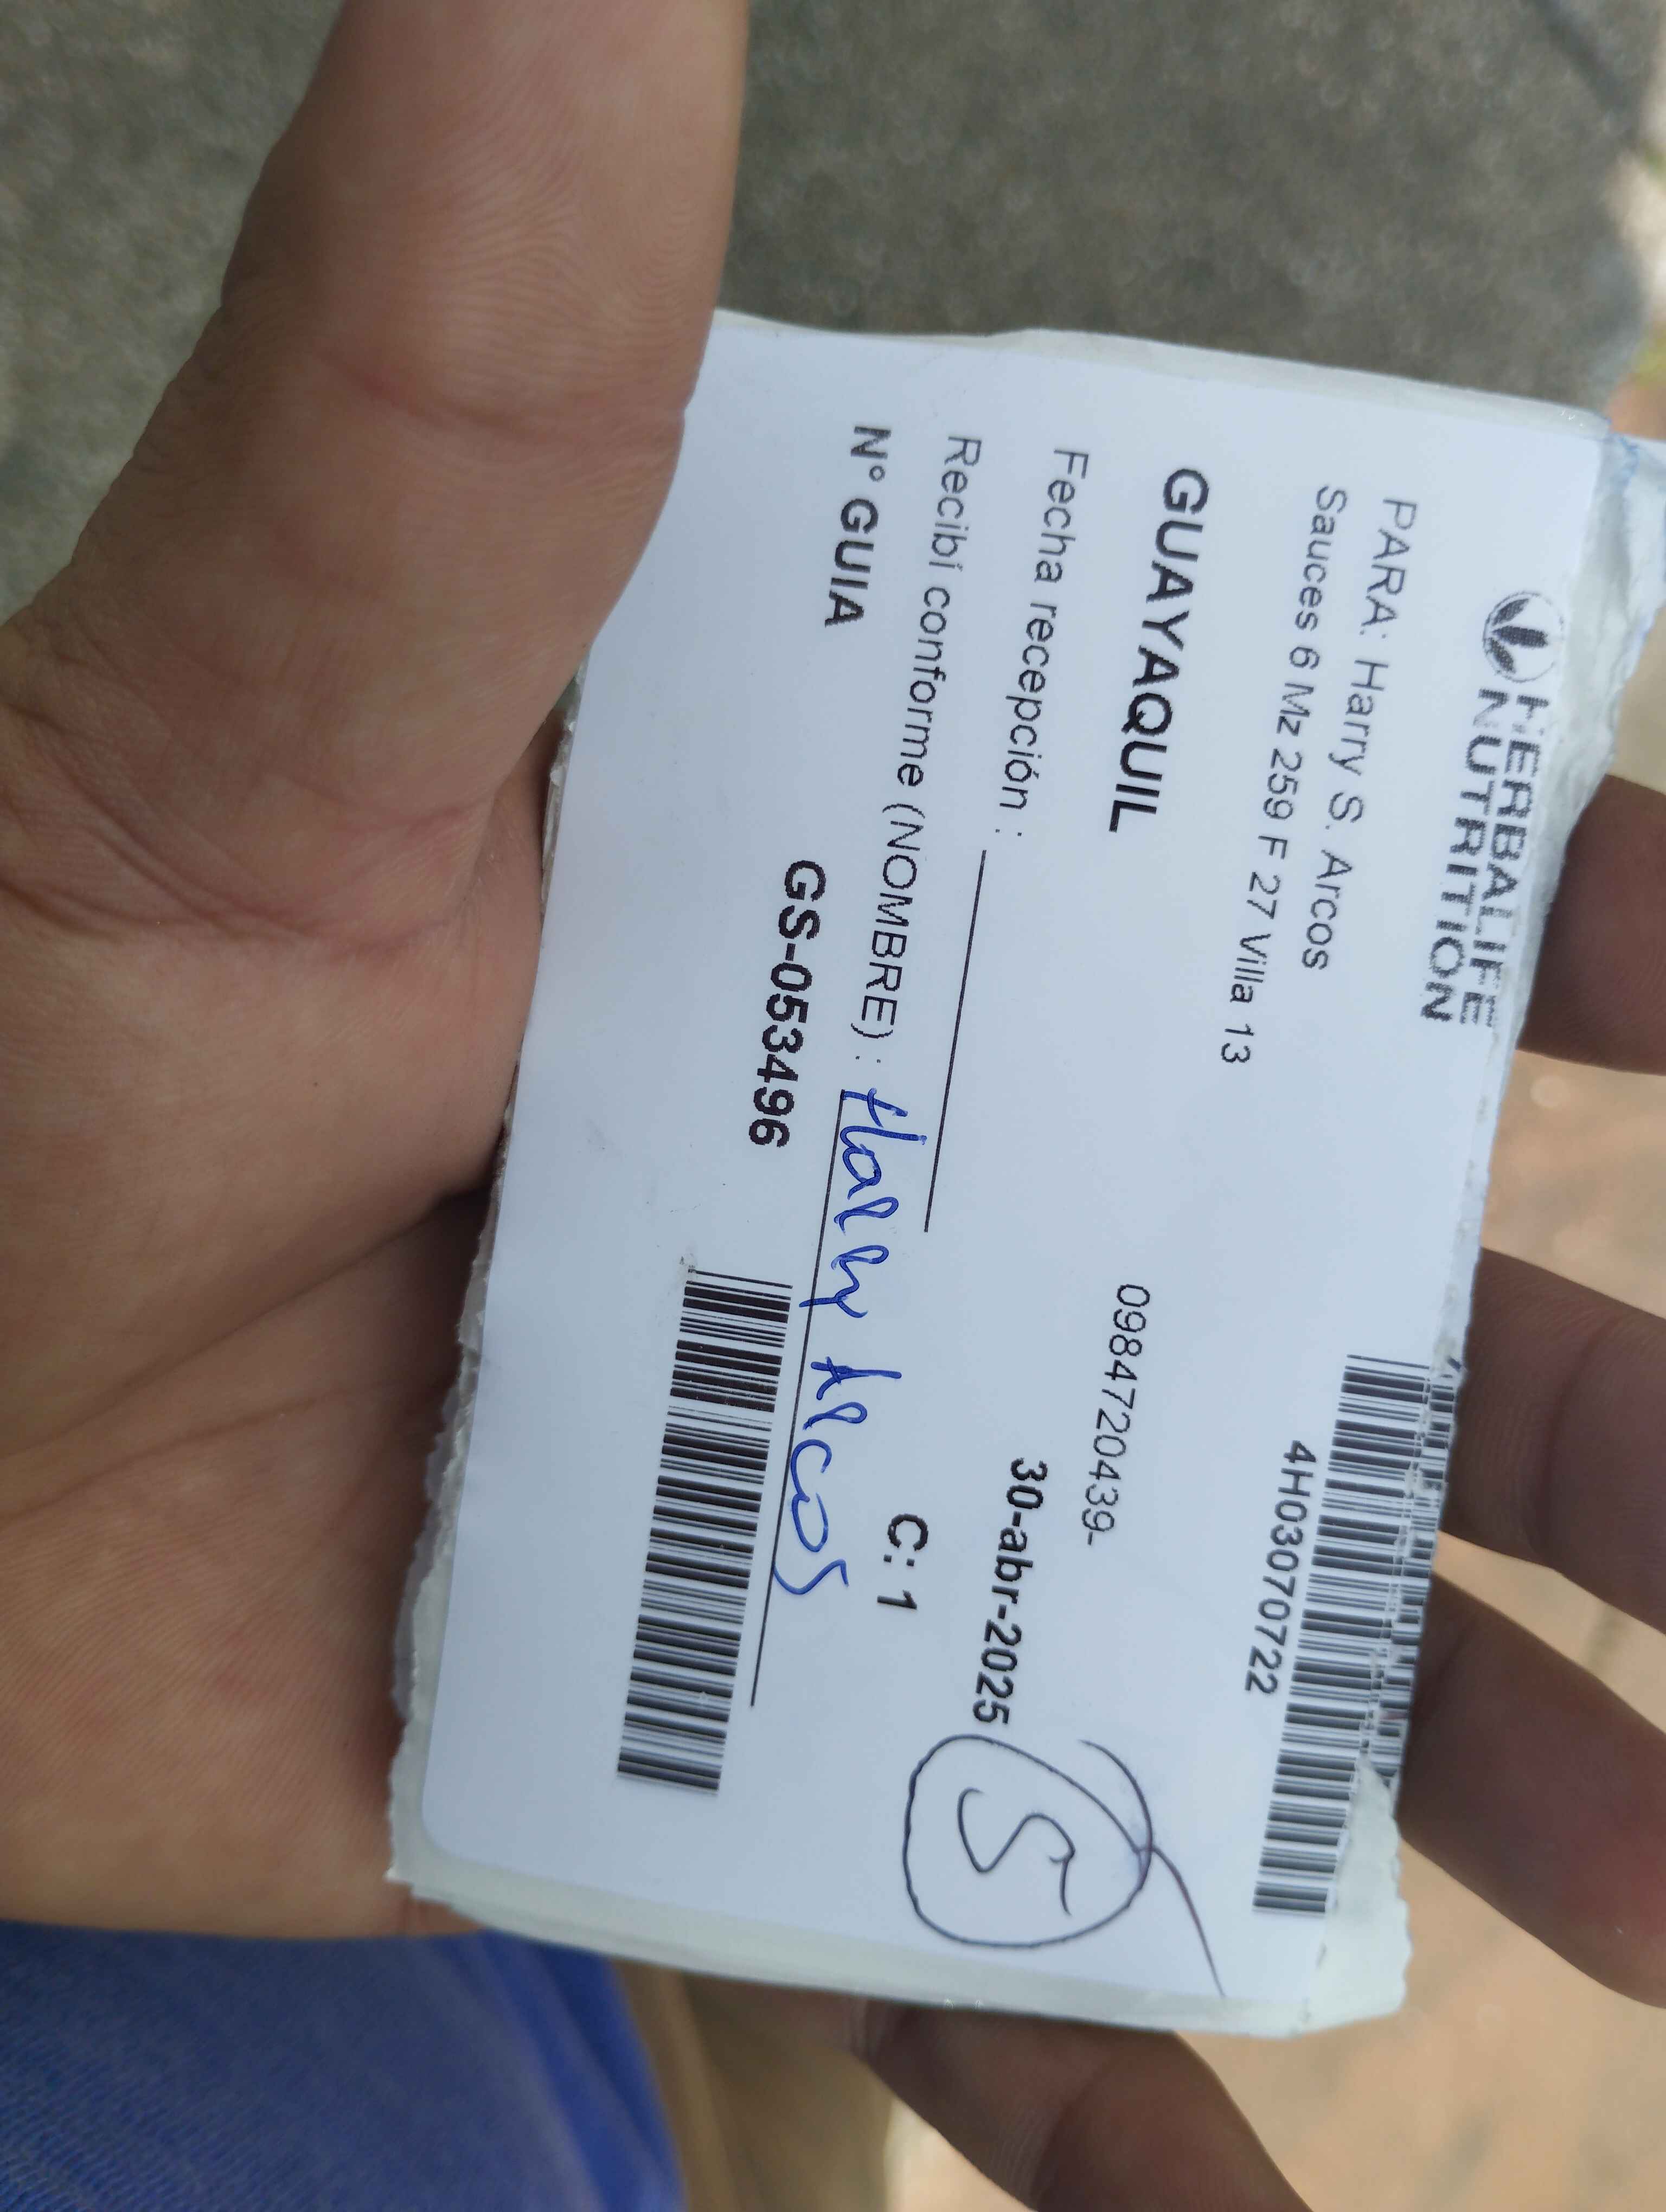 HERBALIFE
NUTRITION
PARA: Harry S. Arcos
4H03070722
Sauces 6 Mz 259 F 27 Villa 13
GUAYAQUIL
0984720439-
Fecha recepción :
30-abr-2025
S
Recibí conforme (NOMBRE) : Harry Arcos
C: 1
N° GUIA
GS-053496